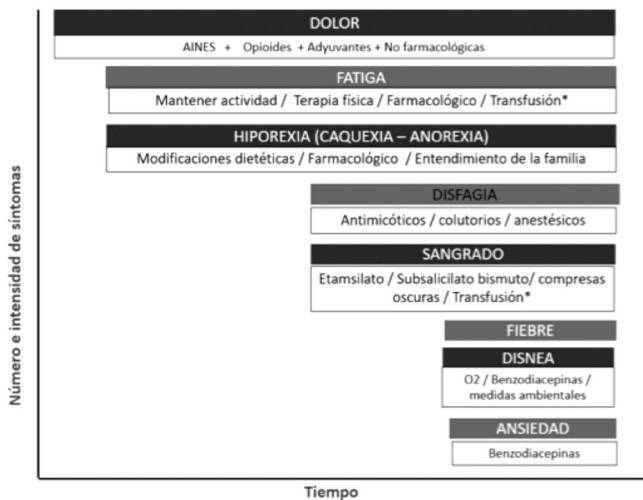 DOLOR
AINES + Opioides + Adyuvantes + No farmacológicas
FATIGA
Mantener actividad / Terapia física / Farmacológico / Transfusión*
HIPOREXIA (CAQUEXIA – ANOREXIA)
Modificaciones dietéticas / Farmacológico / Entendimiento de la familia
DISFAGIA
Antimicóticos / colutorios / anestésicos
SANGRADO
Etamsilato / Subsalicilato bismuto/ compresas
oscuras / Transfusión*
FIEBRE
DISNEA
O2 / Benzodiacepinas /
medidas ambientales
ANSIEDAD
Benzodiacepinas
Número e intensidad de síntomas
Tiempo